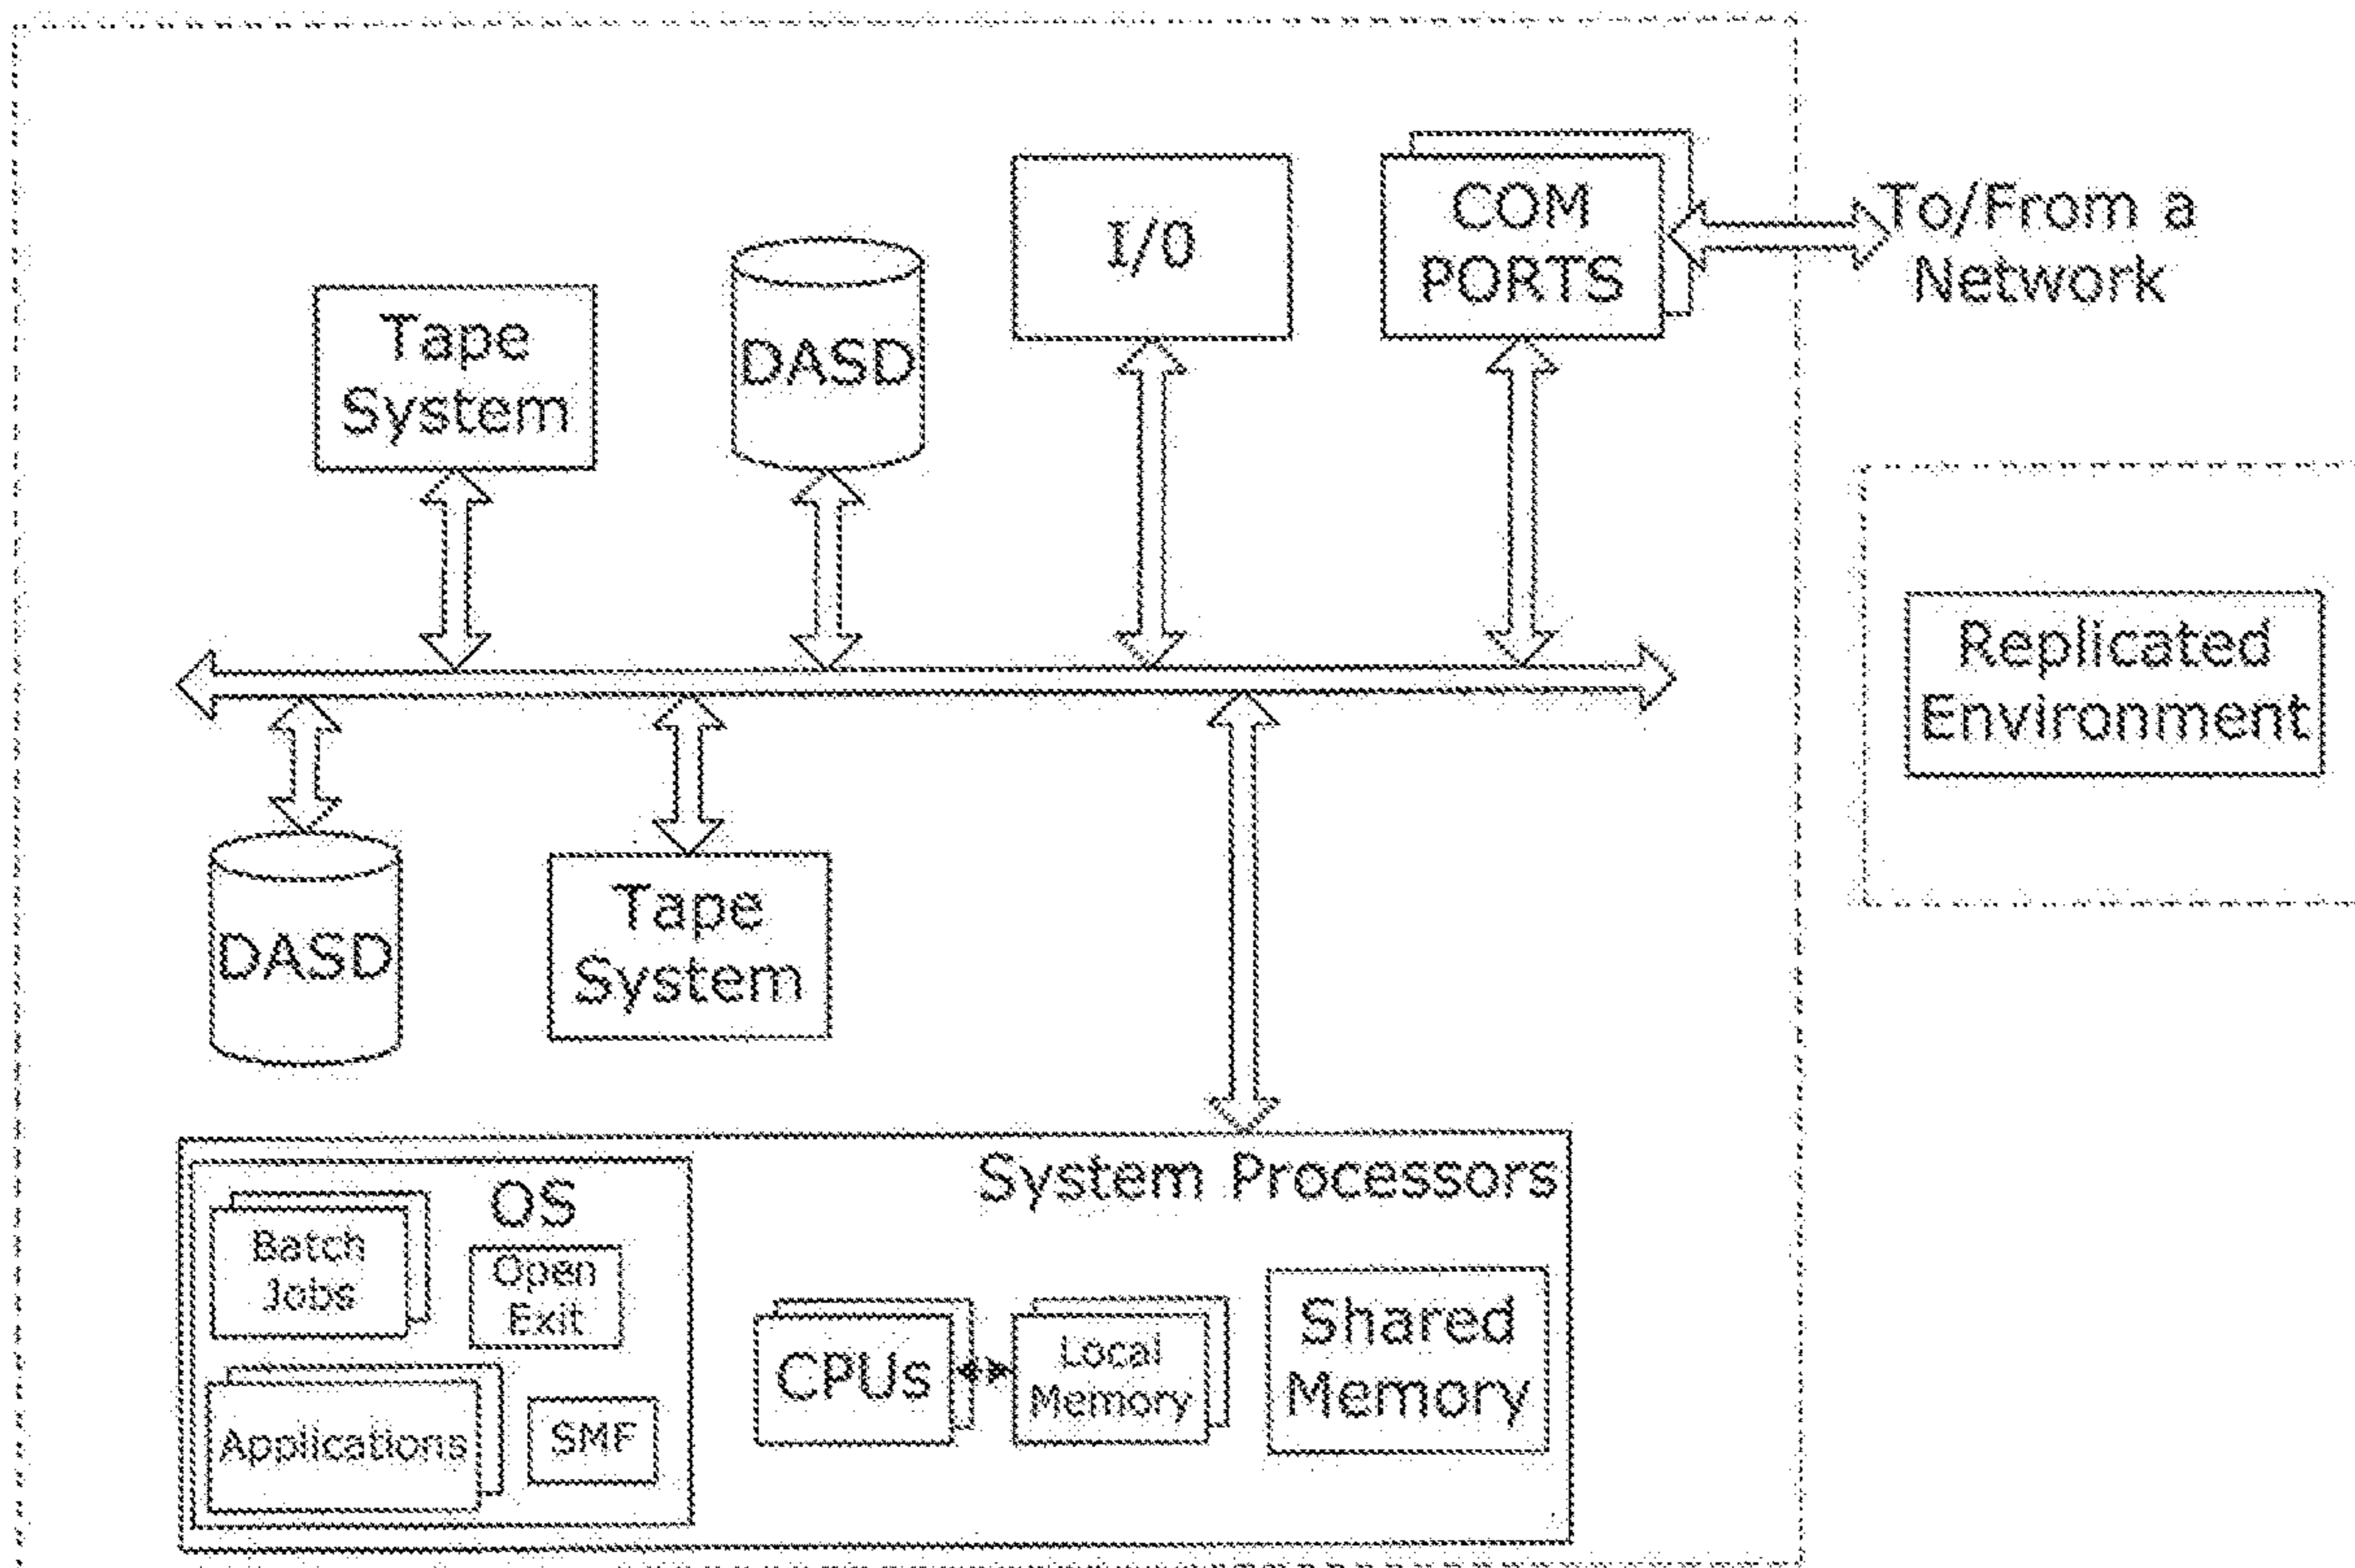 COM
PORTS
To/From a
Network
I/0
Tape
System
DASD
Replicated
Environment
DASD
Tape
System
System Processors
OS
Batch
Jobs
Open
Exit
CPUs
Local
Memory
Shared
Memory
Applications
SMF